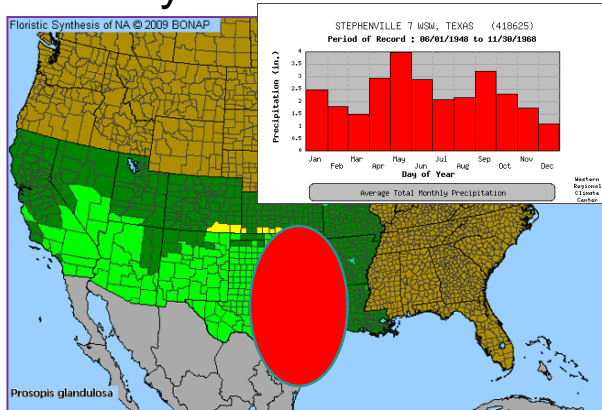 Floristic Synthesis of NA © 2009 BONAP
STEPHENVILLE 7 WSW, TEXAS (418625)
Period of Record : 06/01/1948 to 11/30/1968
Precipitation (in.)
4
3.5
3
2.5
2
1.5
1
0.5
0
Jan
Feb
Mar
Apr
May
Jun
Jul
Aug
Sep
Oct
Nov
Dec
Day of Year
Average Total Monthly Precipitation
Western
Regional
Climate
Center
Prosopis glandulosa